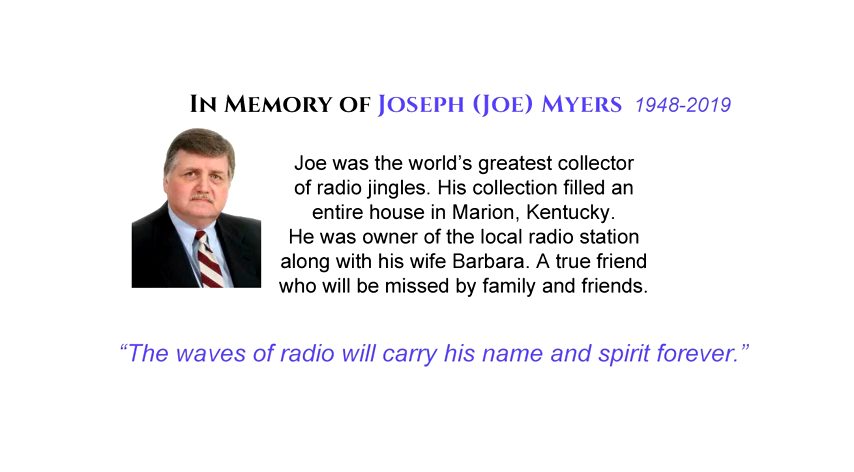 In Memory of Joseph (Joe) Myers 1948-2019
Joe was the world’s greatest collector
of radio jingles. His collection filled an
entire house in Marion, Kentucky.
He was owner of the local radio station
along with his wife Barbara. A true friend
who will be missed by family and friends.
“The waves of radio will carry his name and spirit forever.”